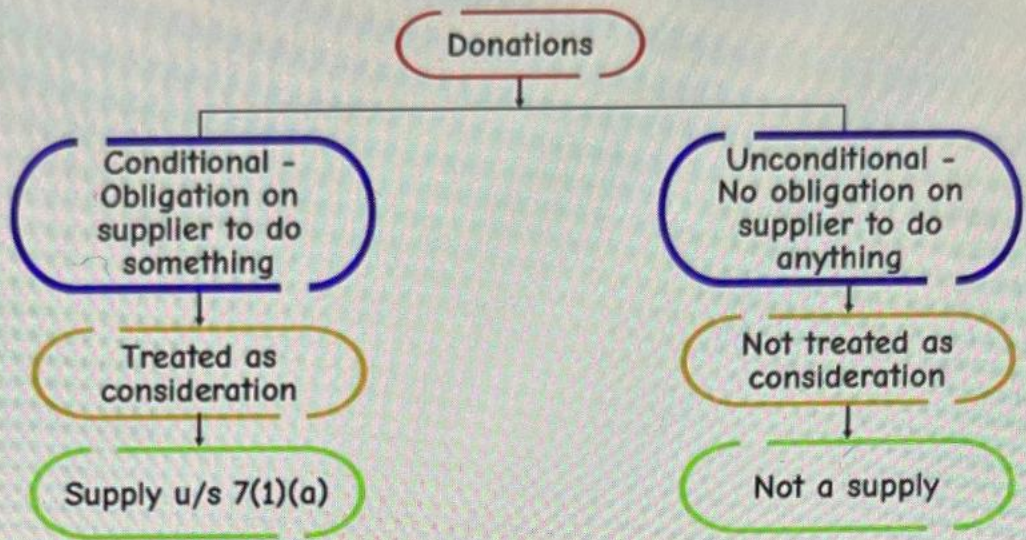 Donations
Conditional -
Obligation on
supplier to do
something
Unconditional -
No obligation on
supplier to do
anything
Treated as
consideration
Not treated as
consideration
Supply u/s 7(1)(a)
Not a supply